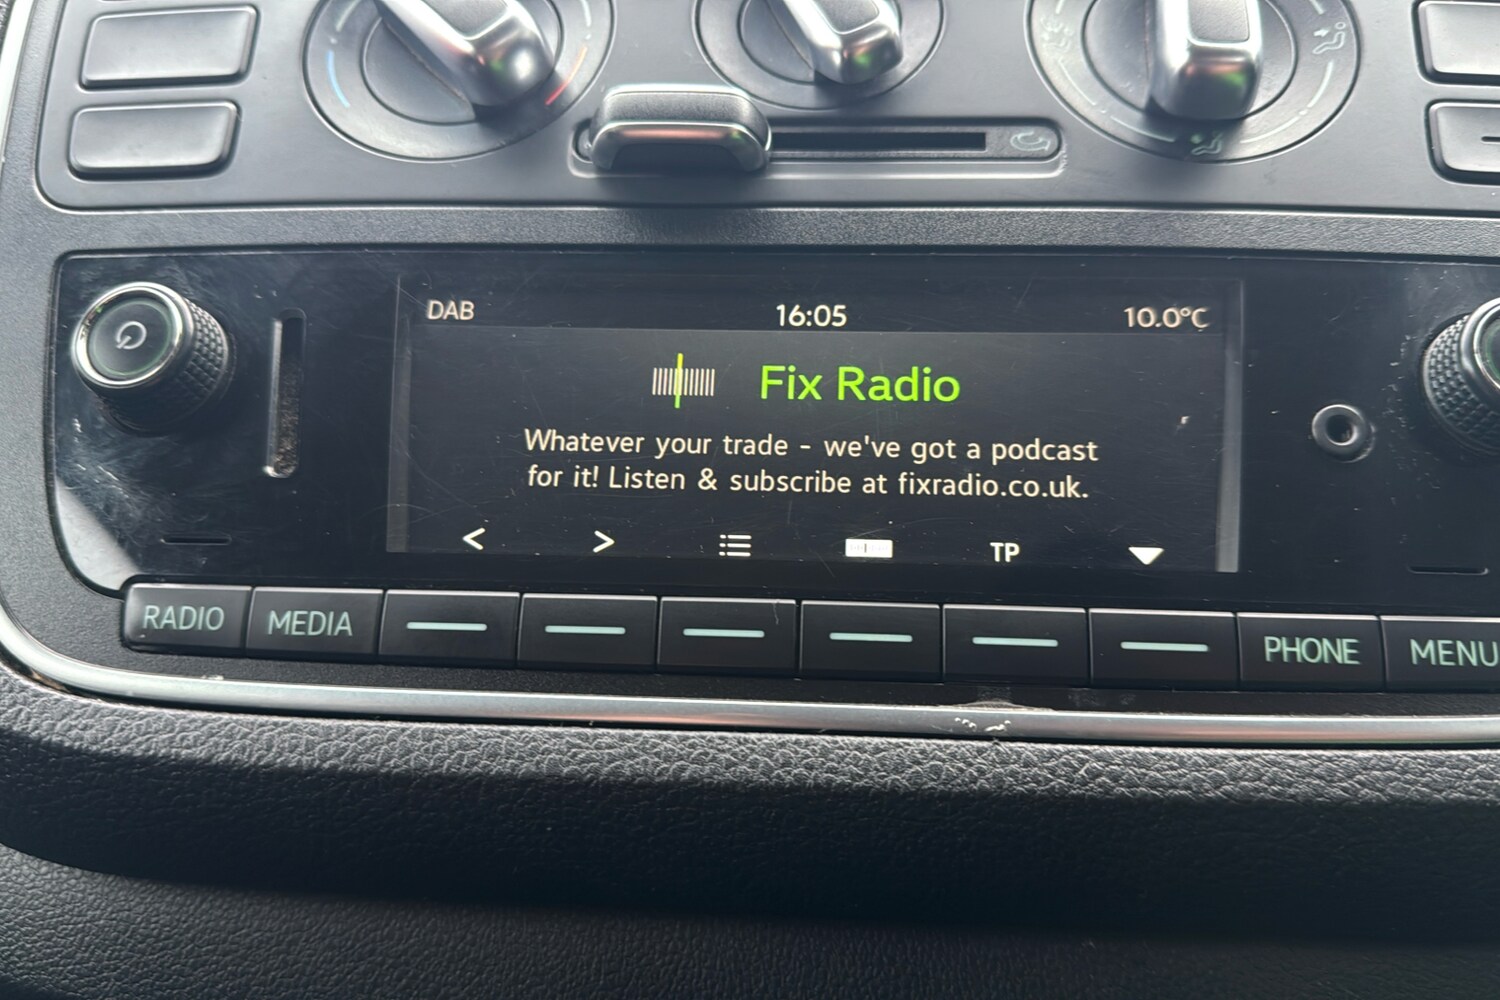 DAB 16:05 10.0°C
Fix Radio
Whatever your trade - we've got a podcast
for it! Listen & subscribe at fixradio.co.uk.
< > TP
RADIO MEDIA PHONE MENU